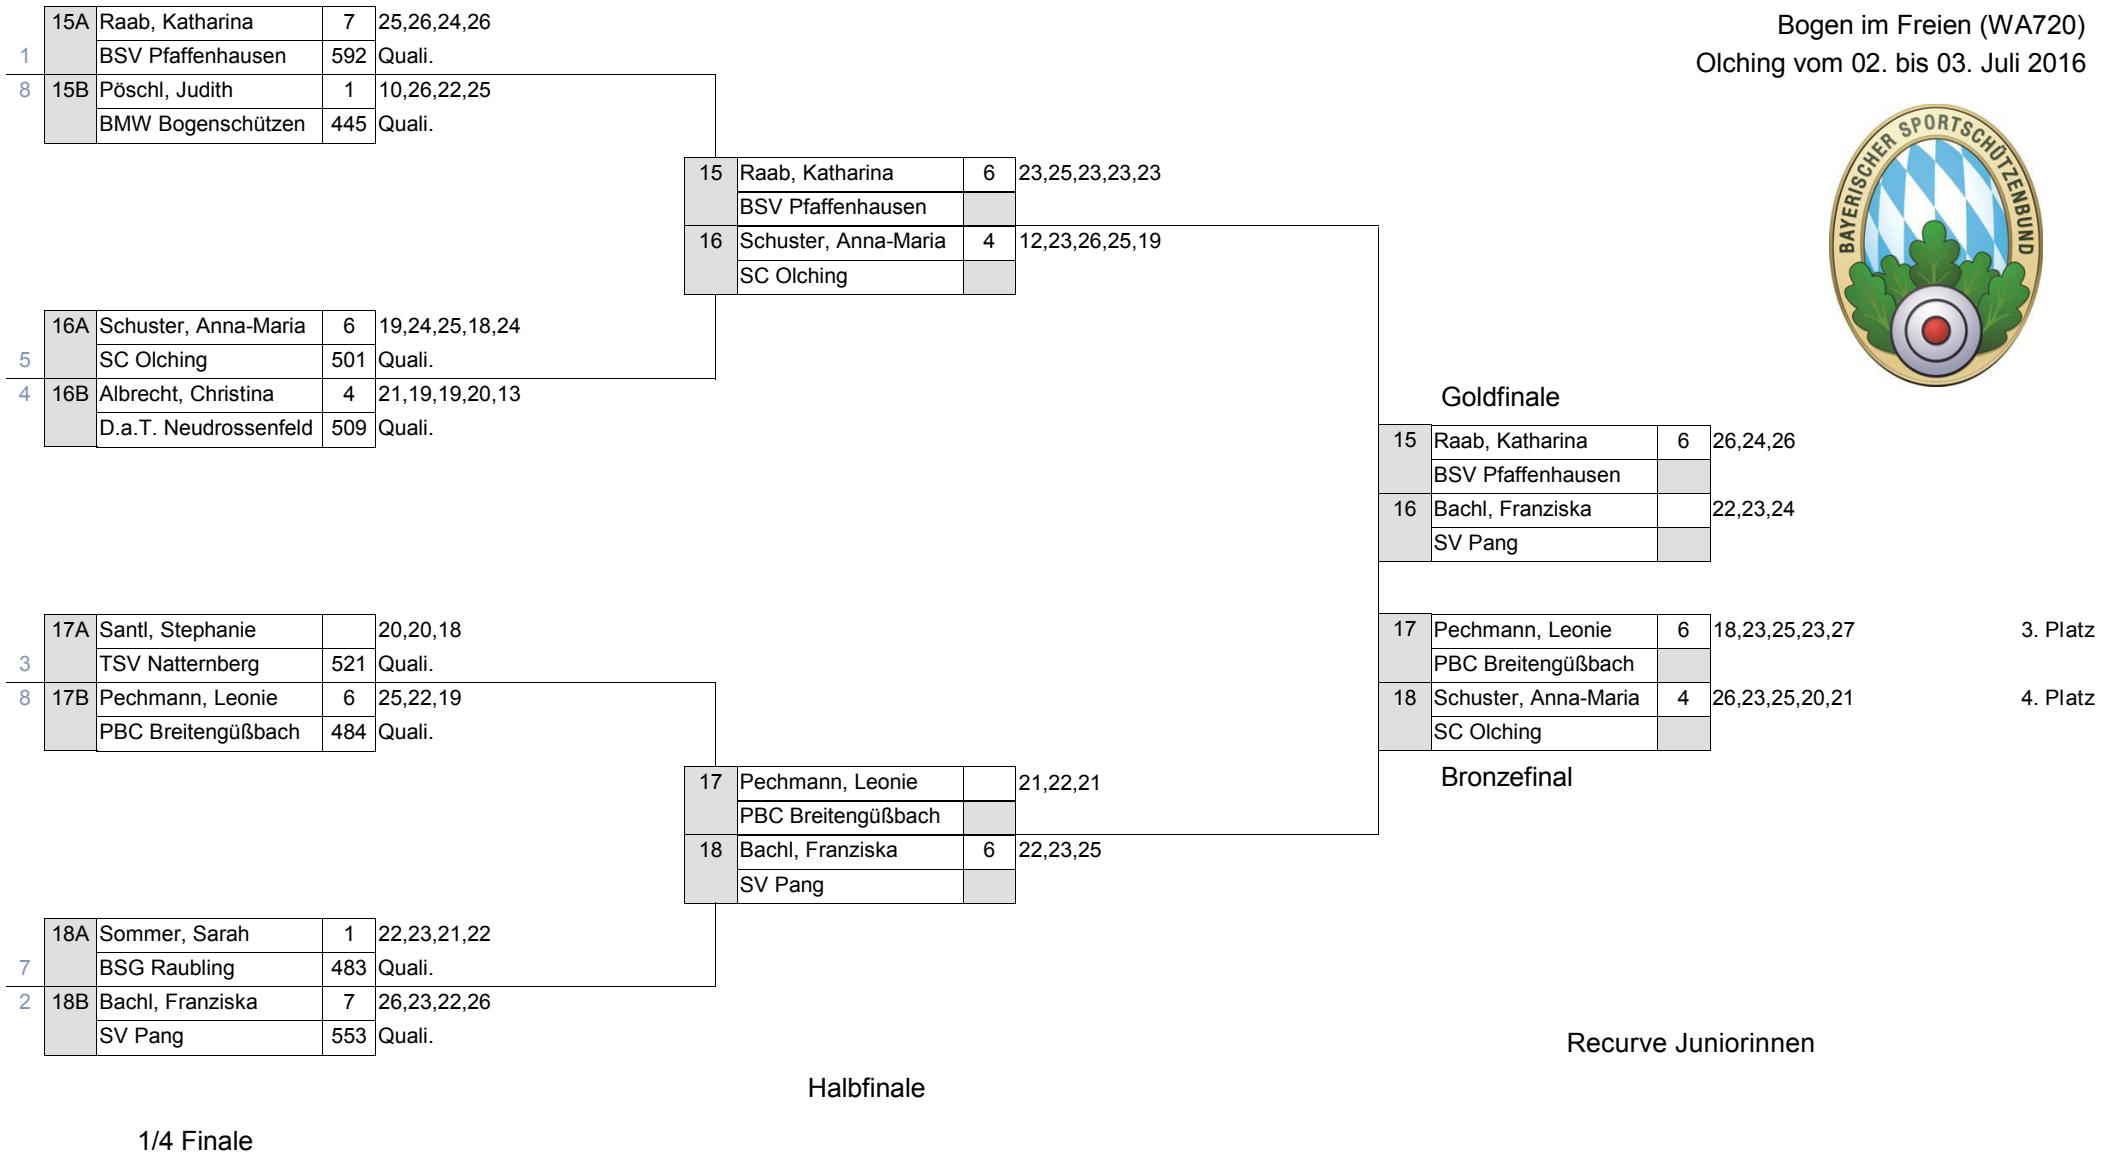 Bogen im Freien (WA720)
Olching vom 02. bis 03. Juli 2016
BAYERISCHER SPORTSCHÜTZENBUND
15A Raab, Katharina 7 25,26,24,26
1 BSV Pfaffenhausen 592 Quali.
8 15B Pöschl, Judith 1 10,26,22,25
BMW Bogenschützen 445 Quali.
16A Schuster, Anna-Maria 6 19,24,25,18,24
5 SC Olching 501 Quali.
4 16B Albrecht, Christina 4 21,19,19,20,13
D.a.T. Neudrossenfeld 509 Quali.
17A Santl, Stephanie 20,20,18
3 TSV Natternberg 521 Quali.
8 17B Pechmann, Leonie 6 25,22,19
PBC Breitengüßbach 484 Quali.
18A Sommer, Sarah 1 22,23,21,22
7 BSG Raubling 483 Quali.
2 18B Bachl, Franziska 7 26,23,22,26
SV Pang 553 Quali.
1/4 Finale
15 Raab, Katharina 6 23,25,23,23,23
BSV Pfaffenhausen
16 Schuster, Anna-Maria 4 12,23,26,25,19
SC Olching
17 Pechmann, Leonie 21,22,21
PBC Breitengüßbach
18 Bachl, Franziska 6 22,23,25
SV Pang
Halbfinale
Goldfinale
15 Raab, Katharina 6 26,24,26
BSV Pfaffenhausen
16 Bachl, Franziska 22,23,24
SV Pang
17 Pechmann, Leonie 6 18,23,25,23,27 3. Platz
PBC Breitengüßbach
18 Schuster, Anna-Maria 4 26,23,25,20,21 4. Platz
SC Olching
Bronzefinal
Recurve Juniorinnen